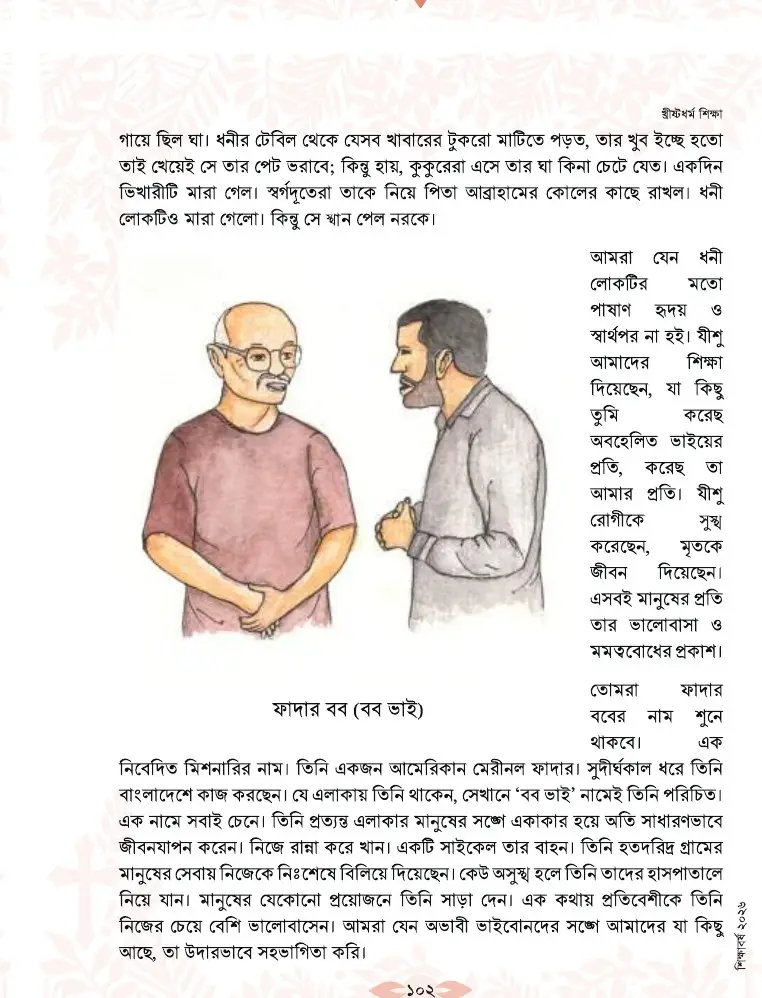 খ্রীষ্টধর্ম শিক্ষা
গায়ে ছিল ঘা। ধনীর টেবিল থেকে যেসব খাবারের টুকরো মাটিতে পড়ত, তার খুব ইচ্ছে হতো
তাই খেয়েই সে তার পেট ভরাবে; কিন্তু হায়, কুকুরেরা এসে তার ঘা কিনা চেটে যেত। একদিন
ভিখারীটি মারা গেল। স্বর্গদূতেরা তাকে নিয়ে পিতা আব্রাহামের কোলের কাছে রাখল। ধনী
লোকটিও মারা গেলো। কিন্তু সে স্থান পেল নরকে।
আমরা যেন ধনী
লোকটির মতো
পাষাণ হৃদয় ও
স্বার্থপর না হই। যীশু
আমাদের শিক্ষা
দিয়েছেন, যা কিছু
তুমি করেছ
অবহেলিত ভাইয়ের
প্রতি, করেছ তা
আমার প্রতি। যীশু
রোগীকে সুস্থ
করেছেন, মৃতকে
জীবন দিয়েছেন।
এসবই মানুষের প্রতি
তার ভালোবাসা ও
মমত্ববোধের প্রকাশ।
ফাদার বব (বব ভাই)
তোমরা ফাদার
ববের নাম শুনে
থাকবে। এক
নিবেদিত মিশনারির নাম। তিনি একজন আমেরিকান মেরীনল ফাদার। সুদীর্ঘকাল ধরে তিনি
বাংলাদেশে কাজ করছেন। যে এলাকায় তিনি থাকেন, সেখানে ‘বব ভাই’ নামেই তিনি পরিচিত।
এক নামে সবাই চেনে। তিনি প্রত্যন্ত এলাকার মানুষের সঙ্গে একাকার হয়ে অতি সাধারণভাবে
জীবনযাপন করেন। নিজে রান্না করে খান। একটি সাইকেল তার বাহন। তিনি হতদরিদ্র গ্রামের
মানুষের সেবায় নিজেকে নিঃশেষে বিলিয়ে দিয়েছেন। কেউ অসুস্থ হলে তিনি তাদের হাসপাতালে
নিয়ে যান। মানুষের যেকোনো প্রয়োজনে তিনি সাড়া দেন। এক কথায় প্রতিবেশীকে তিনি
নিজের চেয়ে বেশি ভালোবাসেন। আমরা যেন অভাবী ভাইবোনদের সঙ্গে আমাদের যা কিছু
আছে, তা উদারভাবে সহভাগিতা করি।
শিক্ষাবর্ষ ২০২৬
১০২